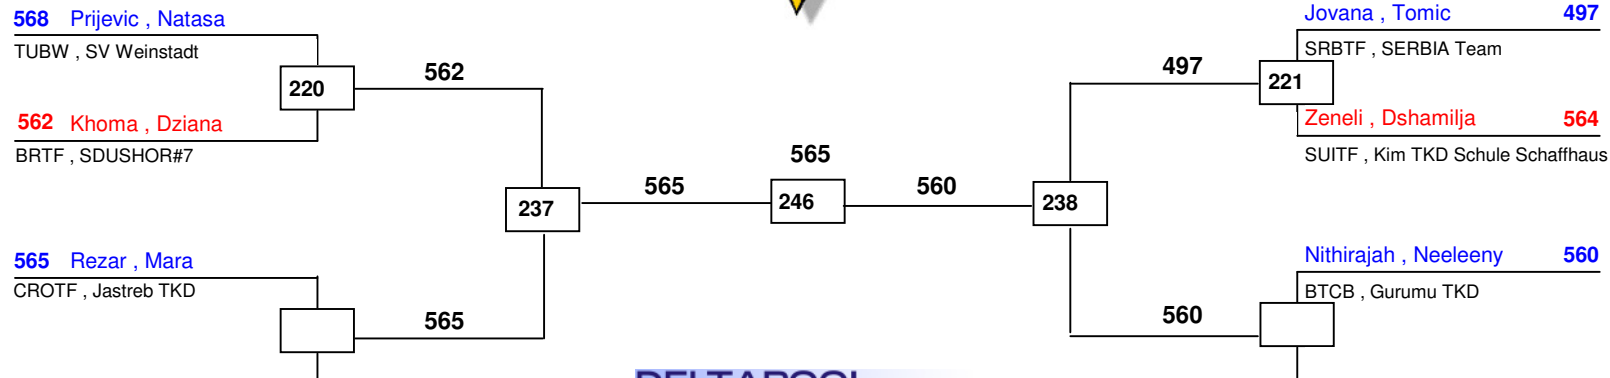 568 Prijevic , Natasa
TUBW , SV Weinstadt
220
562
562 Khoma , Dziana
BRTF , SDUSHOR#7
237
565
565
246
560
565 Rezar , Mara
CROTF , Jastreb TKD
565
Jovana , Tomic 497
SRBTF , SERBIA Team
497
221
Zeneli , Dshamilja 564
SUITF , Kim TKD Schule Schaffhaus
238
Nithirajah , Neeleeny 560
BTCB , Gurumu TKD
560